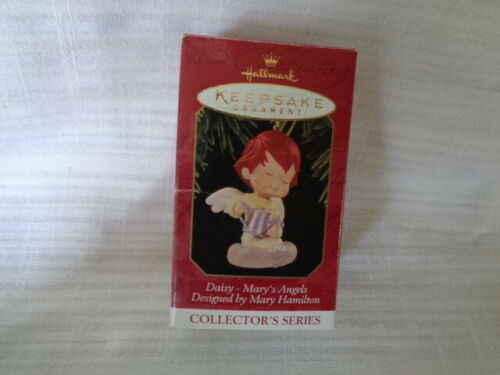 Hallmark
KEEPSAKE
ORNAMENT
Daisy - Mary's Angels
Designed by Mary Hamilton
COLLECTOR'S SERIES